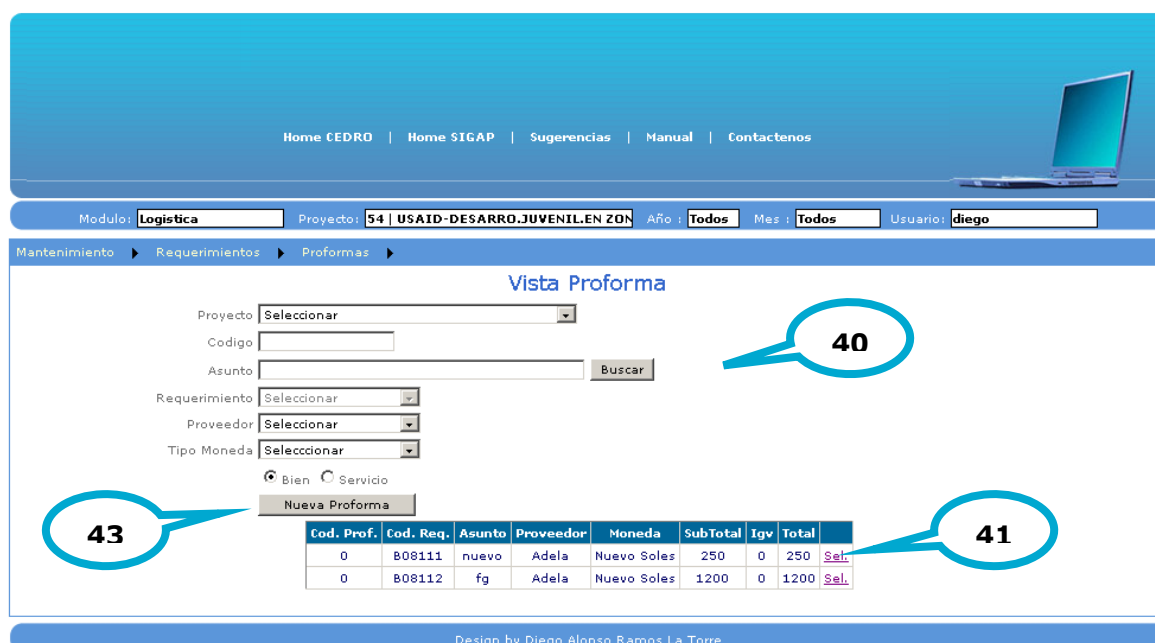 Home CEDRO | Home SIGAP | Sugerencias | Manual | Contactenos
Modulo: Logistica Proyecto: 54 | USAID-DESARRO.JUVENIL.EN ZON Año : Todos Mes : Todos Usuario: diego
Mantenimiento Requerimientos Proformas
Vista Proforma
Proyecto Seleccionar
40
Codigo
Asunto Buscar
Requerimiento Seleccionar
Proveedor Seleccionar
Tipo Moneda Selecccionar
Bien Servicio
Nueva Proforma
43
Cod. Prof. Cod. Req. Asunto Proveedor Moneda SubTotal Igv Total
41
0 B08111 nuevo Adela Nuevo Soles 250 0 250 Sel.
0 B08112 fg Adela Nuevo Soles 1200 0 1200 Sel.
Design by Diego Alonso Ramos La Torre